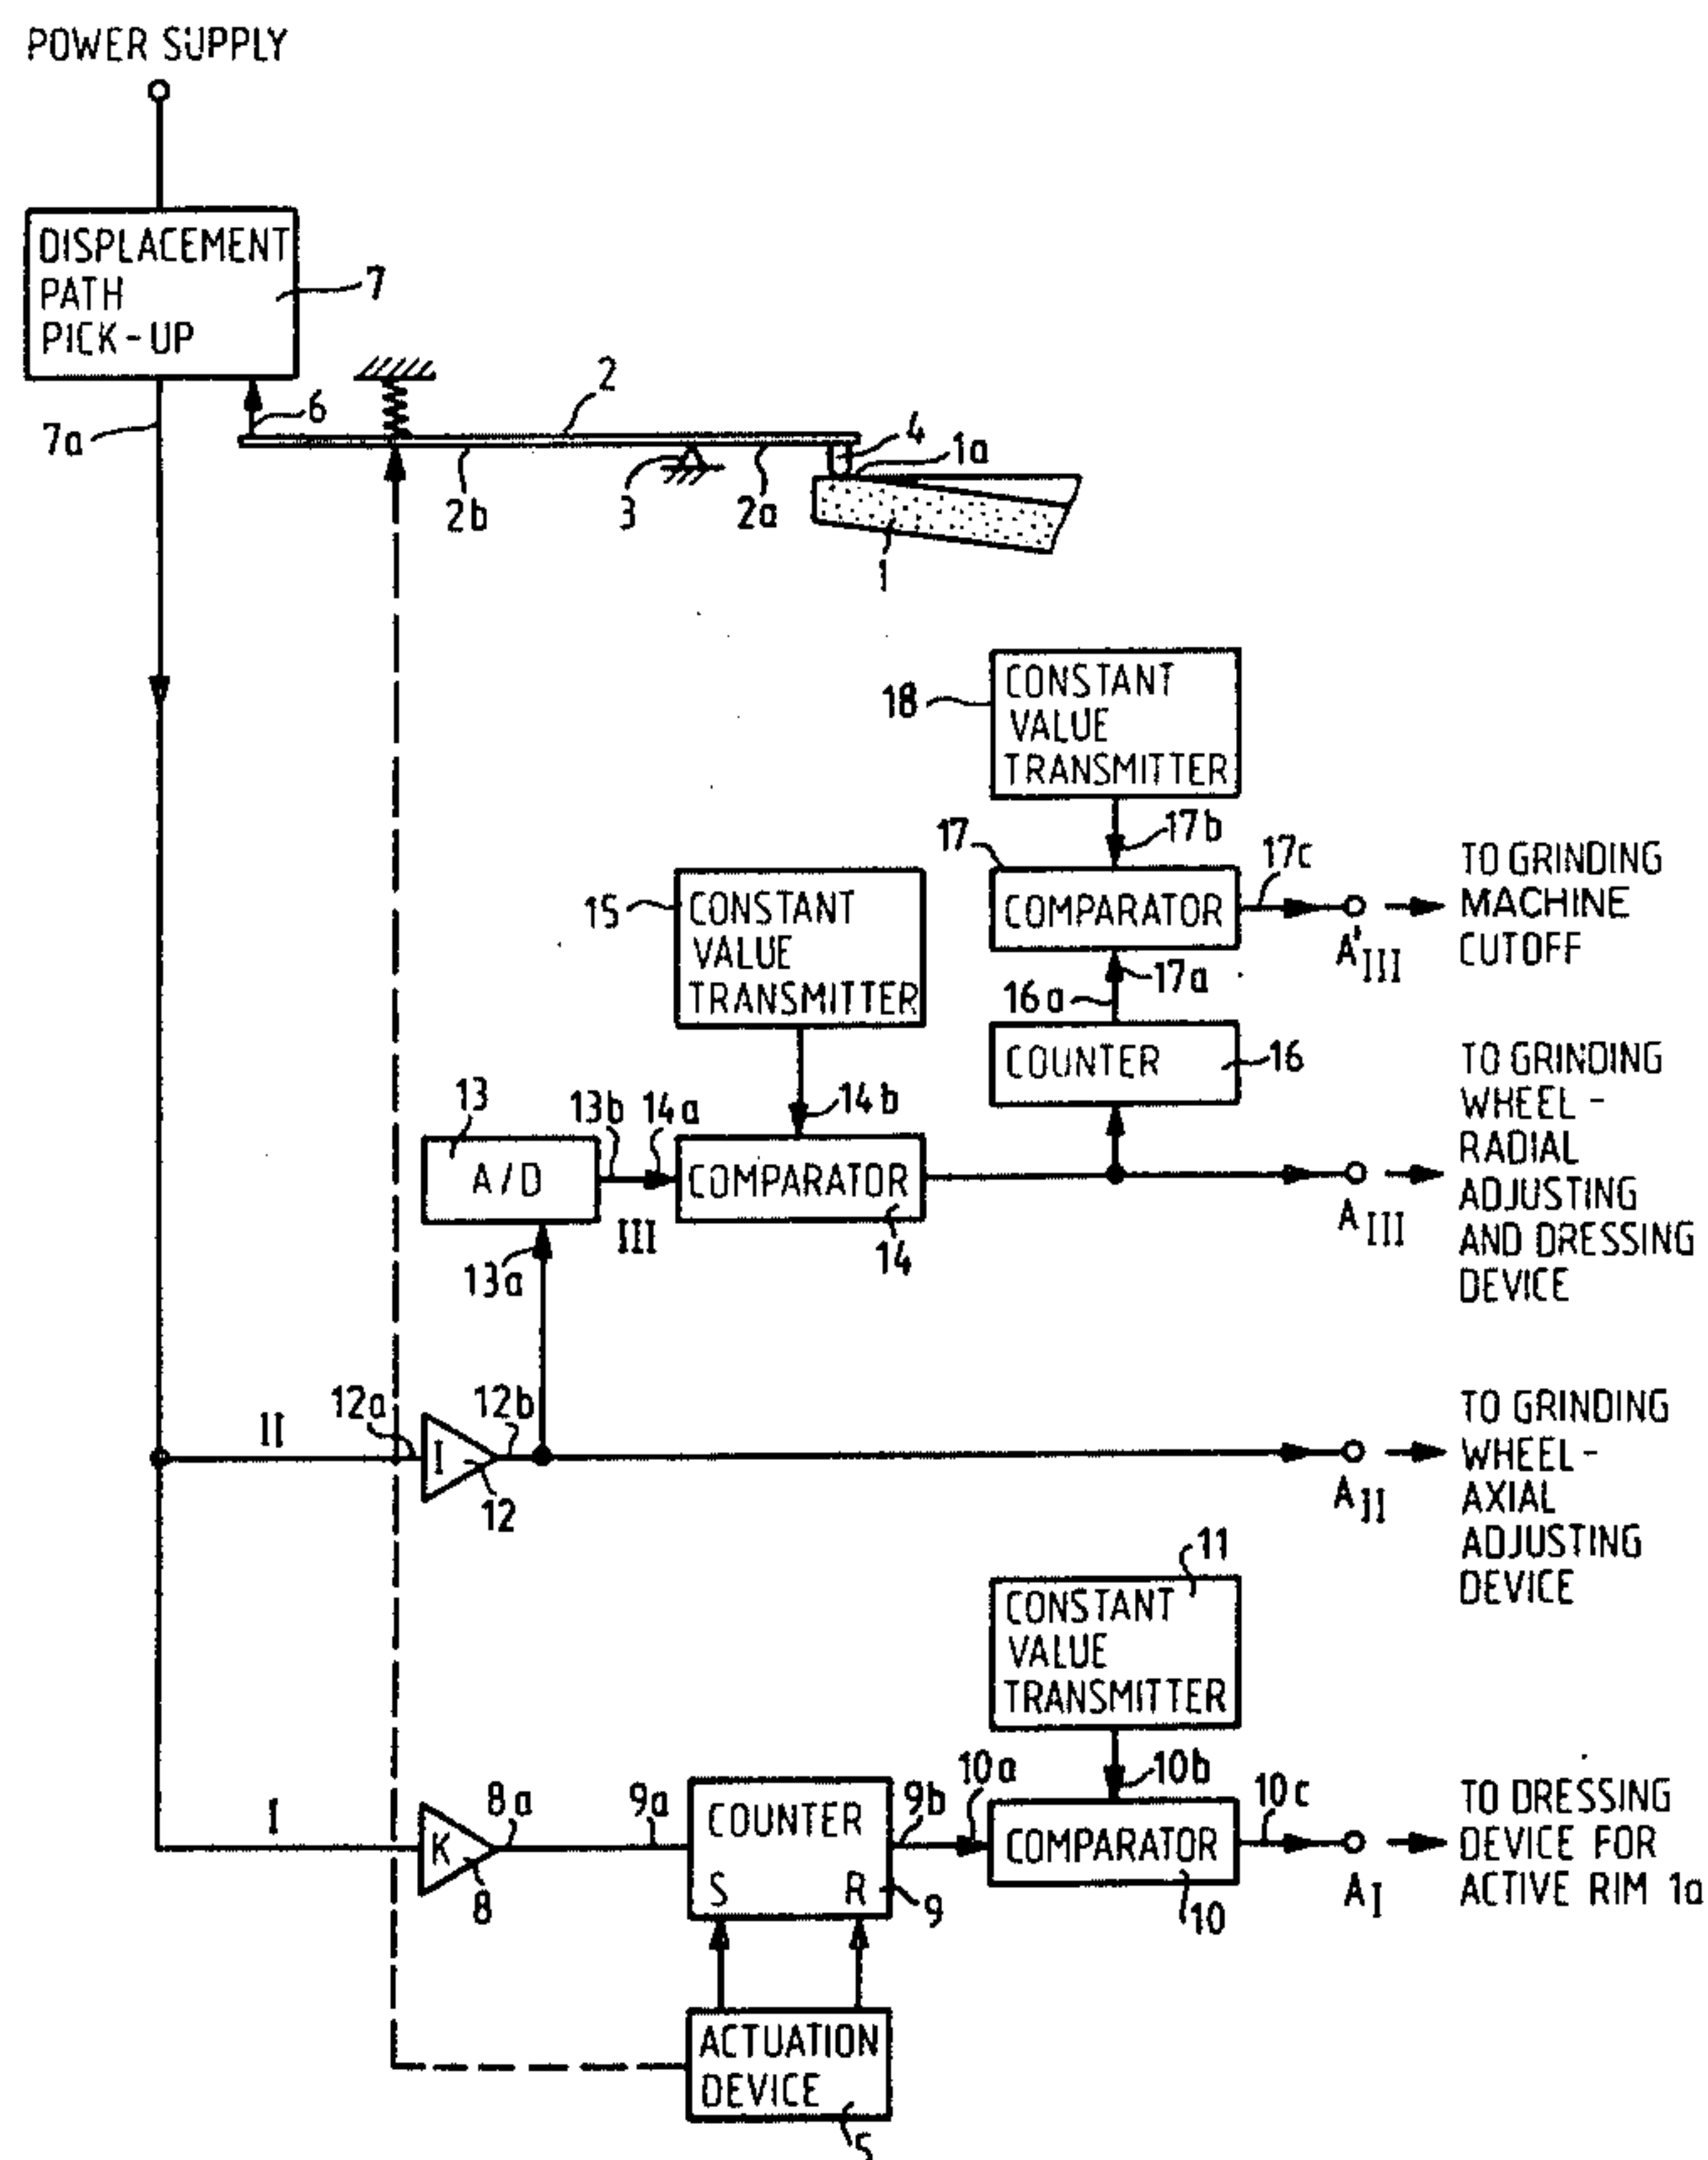 POWER SUPPLY
DISPLACEMENT
PATH
PICK-UP
7
7a
6
2
2b
3
2a
4
1a
1
18
CONSTANT
VALUE
TRANSMITTER
17b
17
COMPARATOR
17c
A'III
TO GRINDING
MACHINE
CUTOFF
15
CONSTANT
VALUE
TRANSMITTER
16a
17a
COUNTER
16
13
A/D
13b
14a
14b
COMPARATOR
14
III
13a
AIII
TO GRINDING
WHEEL-
RADIAL
ADJUSTING
AND DRESSING
DEVICE
II
12a
I
12
12b
AII
TO GRINDING
WHEEL-
AXIAL
ADJUSTING
DEVICE
11
CONSTANT
VALUE
TRANSMITTER
I
K
8
8a
9a
COUNTER
S R
9
9b
10a
10b
COMPARATOR
10
10c
AI
TO DRESSING
DEVICE FOR
ACTIVE RIM 1a
ACTUATION
DEVICE
5